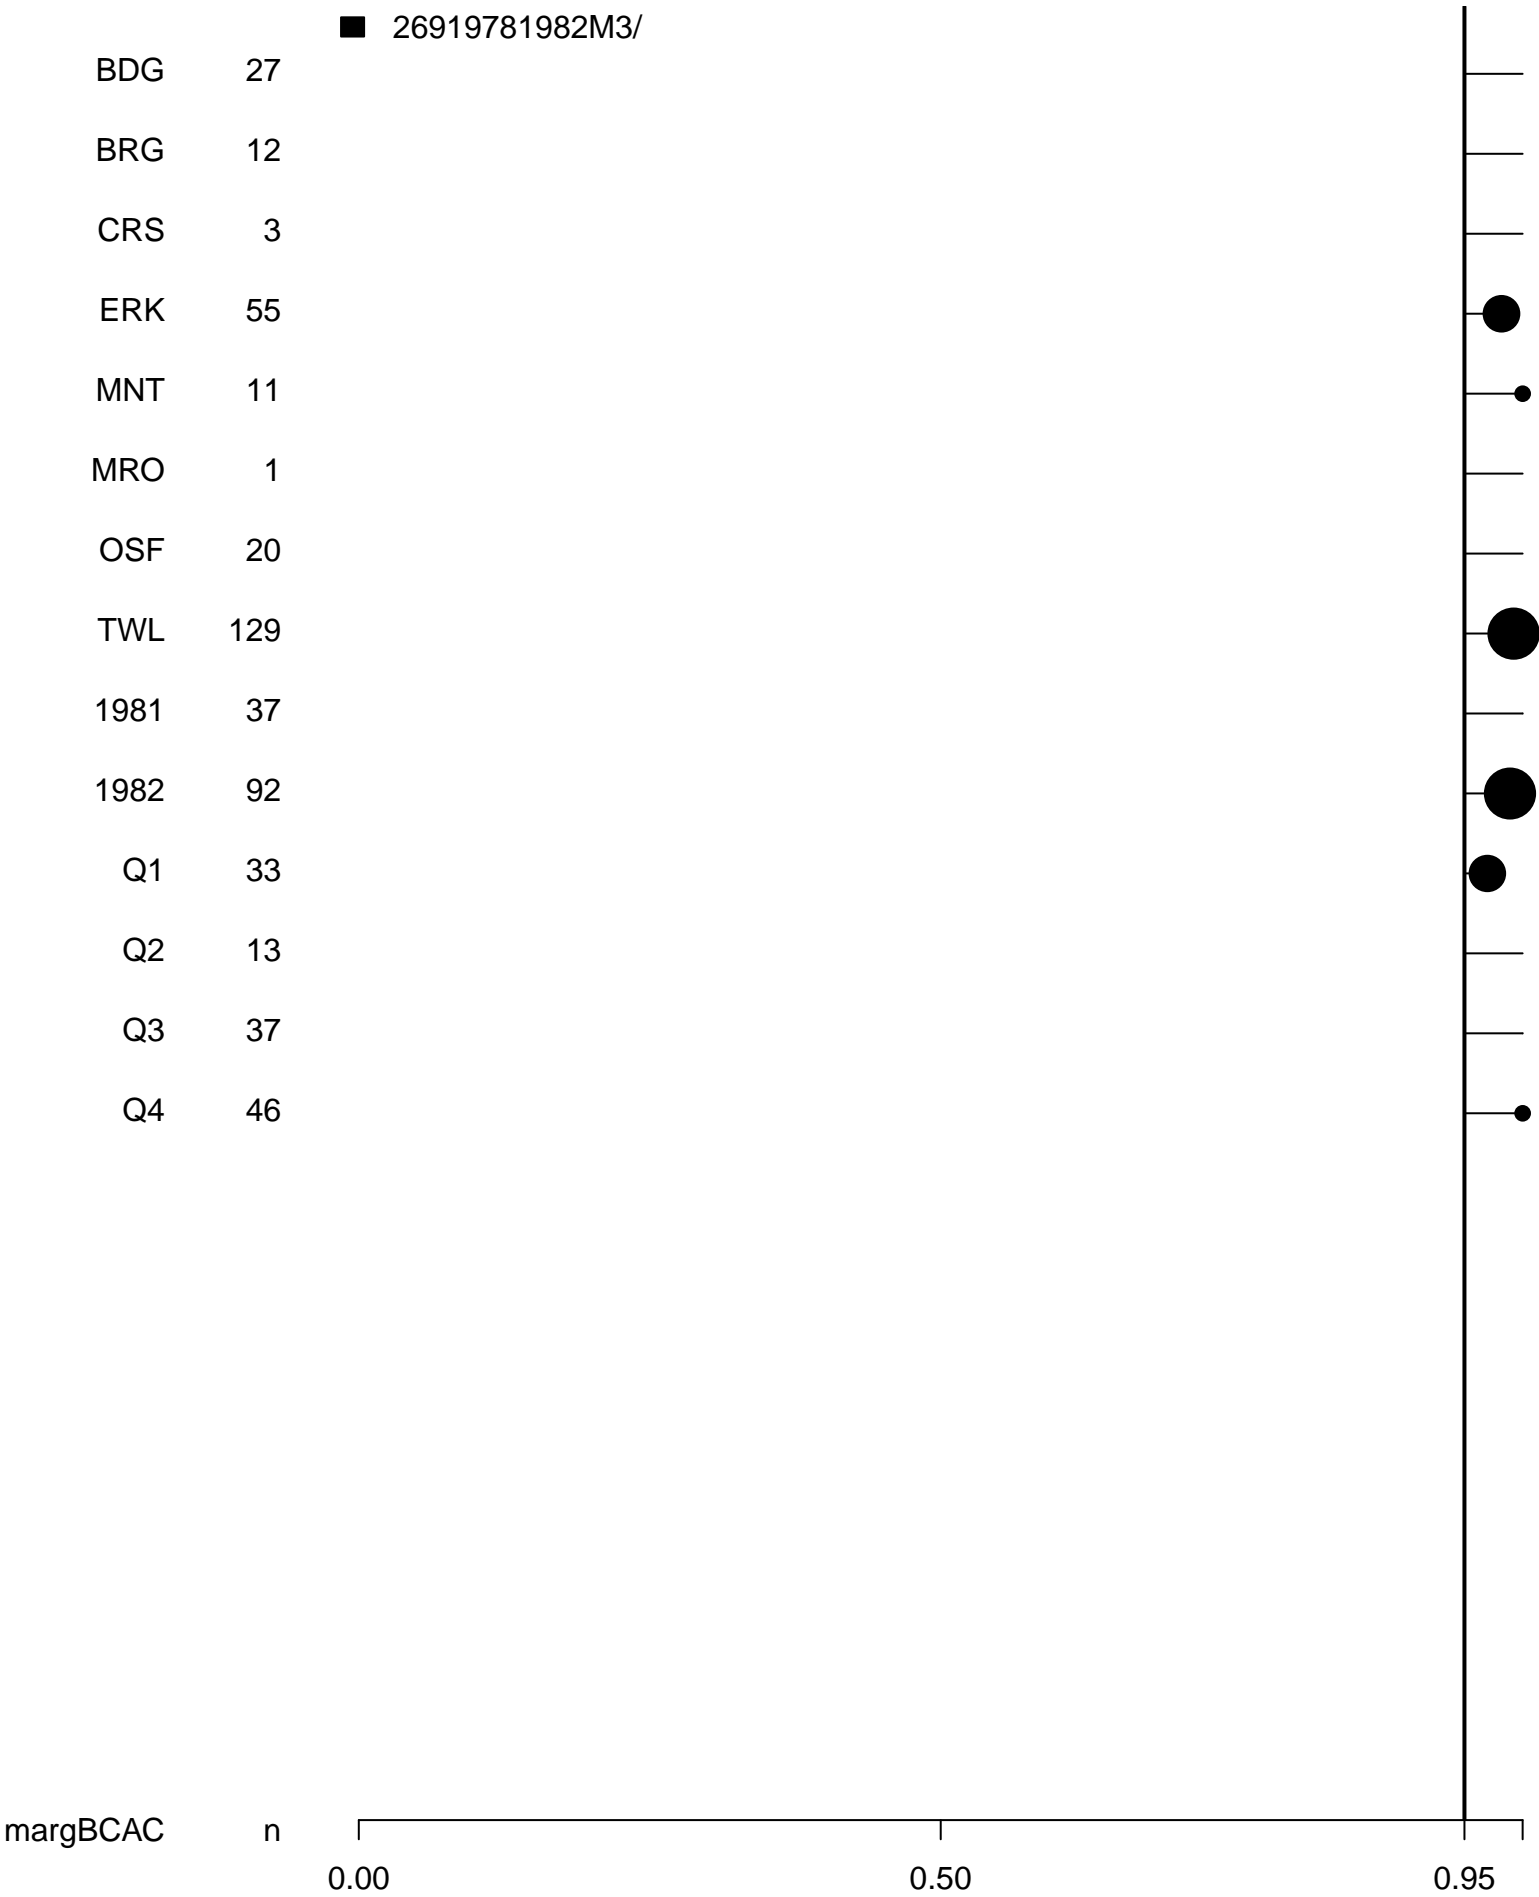 26919781982M3/
BDG 27
BRG 12
CRS 3
ERK 55
MNT 11
MRO 1
OSF 20
TWL 129
1981 37
1982 92
Q1 33
Q2 13
Q3 37
Q4 46
margBCAC n
0.00 0.50 0.95